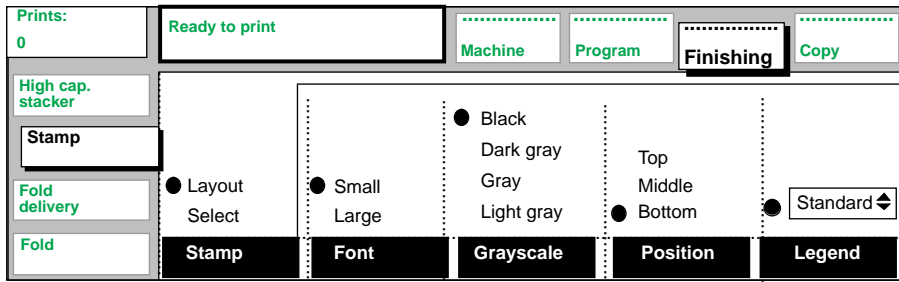 Prints:
0
Ready to print
Machine
Program
Finishing
Copy
High cap.
stacker
Stamp
Fold
delivery
Fold
Layout
Select
Stamp
Small
Large
Font
Black
Dark gray
Gray
Light gray
Grayscale
Top
Middle
Bottom
Position
Standard
Legend